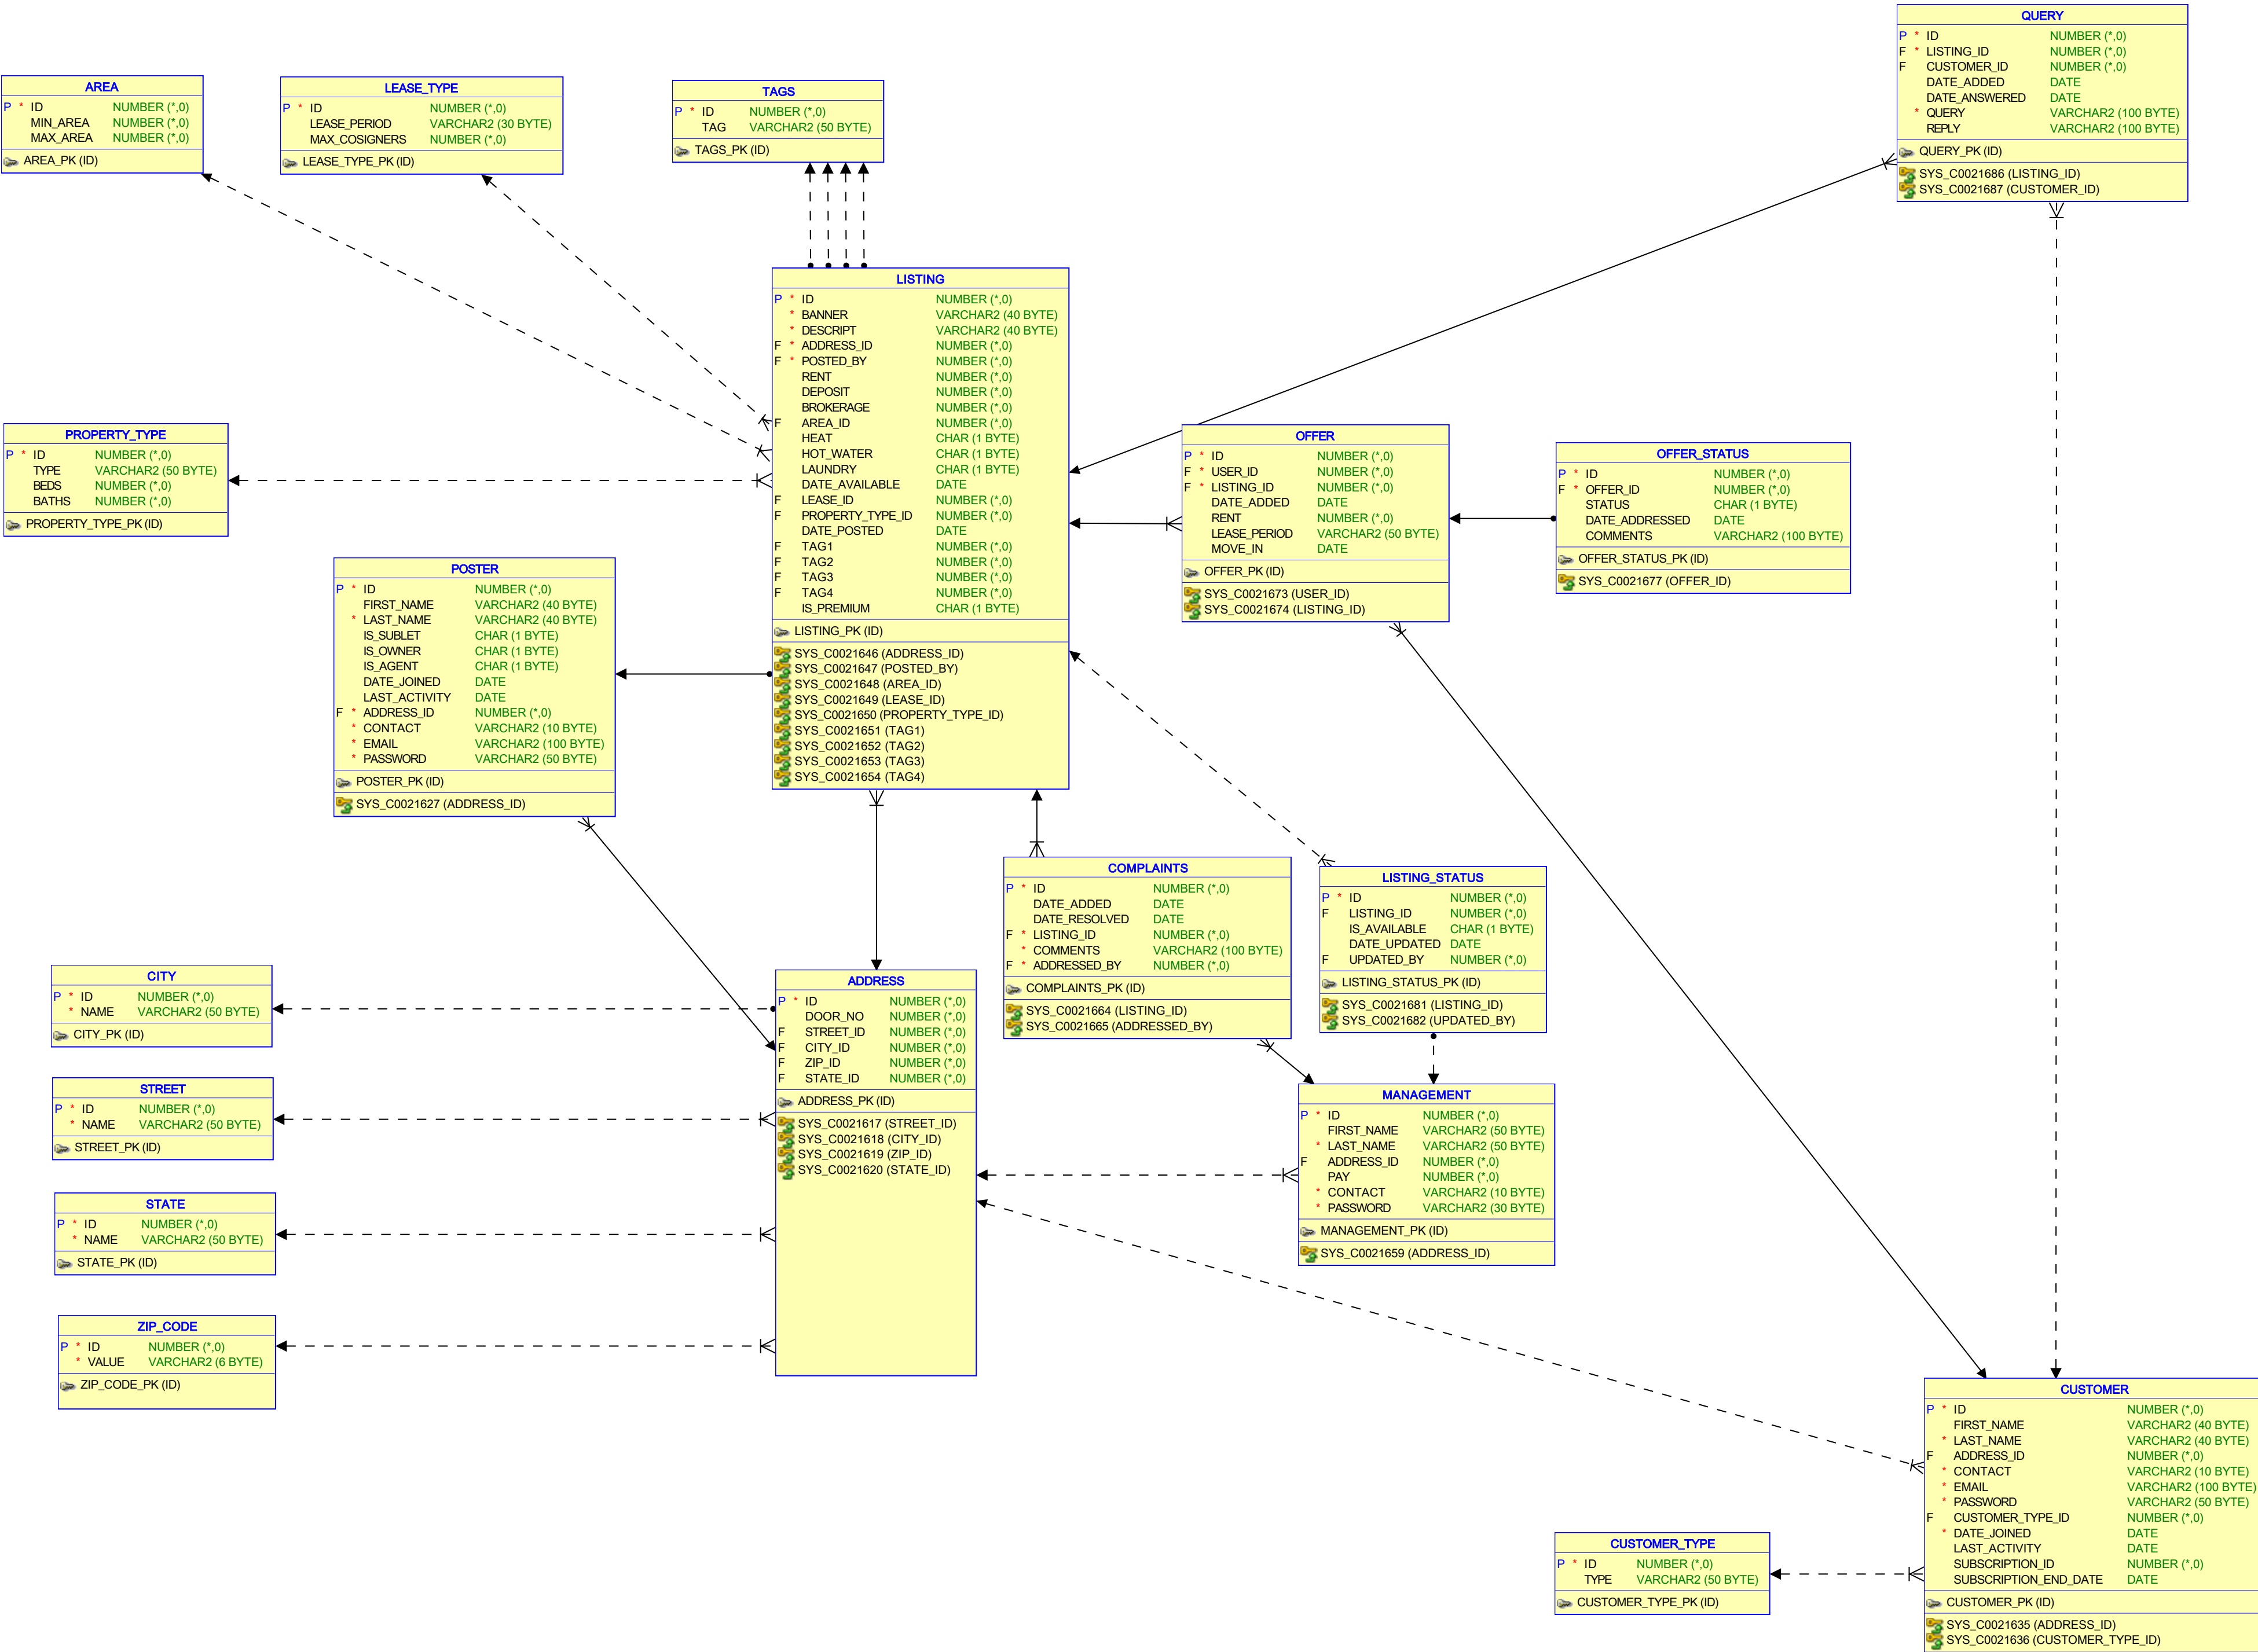 AREA
P * ID NUMBER (*,0)
MIN_AREA NUMBER (*,0)
MAX_AREA NUMBER (*,0)
AREA_PK (ID)
LEASE_TYPE
P * ID NUMBER (*,0)
LEASE_PERIOD VARCHAR2 (30 BYTE)
MAX_COSIGNERS NUMBER (*,0)
LEASE_TYPE_PK (ID)
TAGS
P * ID NUMBER (*,0)
TAG VARCHAR2 (50 BYTE)
TAGS_PK (ID)
QUERY
P * ID NUMBER (*,0)
F * LISTING_ID NUMBER (*,0)
F CUSTOMER_ID NUMBER (*,0)
DATE_ADDED DATE
DATE_ANSWERED DATE
* QUERY VARCHAR2 (100 BYTE)
REPLY VARCHAR2 (100 BYTE)
QUERY_PK (ID)
SYS_C0021686 (LISTING_ID)
SYS_C0021687 (CUSTOMER_ID)
LISTING
P * ID NUMBER (*,0)
* BANNER VARCHAR2 (40 BYTE)
* DESCRIPT VARCHAR2 (40 BYTE)
F * ADDRESS_ID NUMBER (*,0)
F * POSTED_BY NUMBER (*,0)
RENT NUMBER (*,0)
DEPOSIT NUMBER (*,0)
BROKERAGE NUMBER (*,0)
F AREA_ID NUMBER (*,0)
HEAT CHAR (1 BYTE)
HOT_WATER CHAR (1 BYTE)
LAUNDRY CHAR (1 BYTE)
DATE_AVAILABLE DATE
F LEASE_ID NUMBER (*,0)
F PROPERTY_TYPE_ID NUMBER (*,0)
DATE_POSTED DATE
F TAG1 NUMBER (*,0)
F TAG2 NUMBER (*,0)
F TAG3 NUMBER (*,0)
F TAG4 NUMBER (*,0)
IS_PREMIUM CHAR (1 BYTE)
LISTING_PK (ID)
SYS_C0021646 (ADDRESS_ID)
SYS_C0021647 (POSTED_BY)
SYS_C0021648 (AREA_ID)
SYS_C0021649 (LEASE_ID)
SYS_C0021650 (PROPERTY_TYPE_ID)
SYS_C0021651 (TAG1)
SYS_C0021652 (TAG2)
SYS_C0021653 (TAG3)
SYS_C0021654 (TAG4)
PROPERTY_TYPE
P * ID NUMBER (*,0)
TYPE VARCHAR2 (50 BYTE)
BEDS NUMBER (*,0)
BATHS NUMBER (*,0)
PROPERTY_TYPE_PK (ID)
OFFER
P * ID NUMBER (*,0)
F * USER_ID NUMBER (*,0)
F * LISTING_ID NUMBER (*,0)
DATE_ADDED DATE
RENT NUMBER (*,0)
LEASE_PERIOD VARCHAR2 (50 BYTE)
MOVE_IN DATE
OFFER_PK (ID)
SYS_C0021673 (USER_ID)
SYS_C0021674 (LISTING_ID)
OFFER_STATUS
P * ID NUMBER (*,0)
F * OFFER_ID NUMBER (*,0)
STATUS CHAR (1 BYTE)
DATE_ADDRESSED DATE
COMMENTS VARCHAR2 (100 BYTE)
OFFER_STATUS_PK (ID)
SYS_C0021677 (OFFER_ID)
POSTER
P * ID NUMBER (*,0)
FIRST_NAME VARCHAR2 (40 BYTE)
* LAST_NAME VARCHAR2 (40 BYTE)
IS_SUBLET CHAR (1 BYTE)
IS_OWNER CHAR (1 BYTE)
IS_AGENT CHAR (1 BYTE)
DATE_JOINED DATE
LAST_ACTIVITY DATE
F * ADDRESS_ID NUMBER (*,0)
* CONTACT VARCHAR2 (10 BYTE)
* EMAIL VARCHAR2 (100 BYTE)
* PASSWORD VARCHAR2 (50 BYTE)
POSTER_PK (ID)
SYS_C0021627 (ADDRESS_ID)
COMPLAINTS
P * ID NUMBER (*,0)
DATE_ADDED DATE
DATE_RESOLVED DATE
F * LISTING_ID NUMBER (*,0)
* COMMENTS VARCHAR2 (100 BYTE)
F * ADDRESSED_BY NUMBER (*,0)
COMPLAINTS_PK (ID)
SYS_C0021664 (LISTING_ID)
SYS_C0021665 (ADDRESSED_BY)
LISTING_STATUS
P * ID NUMBER (*,0)
F LISTING_ID NUMBER (*,0)
IS_AVAILABLE CHAR (1 BYTE)
DATE_UPDATED DATE
F UPDATED_BY NUMBER (*,0)
LISTING_STATUS_PK (ID)
SYS_C0021681 (LISTING_ID)
SYS_C0021682 (UPDATED_BY)
CITY
P * ID NUMBER (*,0)
* NAME VARCHAR2 (50 BYTE)
CITY_PK (ID)
ADDRESS
P * ID NUMBER (*,0)
DOOR_NO NUMBER (*,0)
F STREET_ID NUMBER (*,0)
F CITY_ID NUMBER (*,0)
F ZIP_ID NUMBER (*,0)
F STATE_ID NUMBER (*,0)
ADDRESS_PK (ID)
SYS_C0021617 (STREET_ID)
SYS_C0021618 (CITY_ID)
SYS_C0021619 (ZIP_ID)
SYS_C0021620 (STATE_ID)
STREET
P * ID NUMBER (*,0)
* NAME VARCHAR2 (50 BYTE)
STREET_PK (ID)
MANAGEMENT
P * ID NUMBER (*,0)
FIRST_NAME VARCHAR2 (50 BYTE)
* LAST_NAME VARCHAR2 (50 BYTE)
F ADDRESS_ID NUMBER (*,0)
PAY NUMBER (*,0)
* CONTACT VARCHAR2 (10 BYTE)
* PASSWORD VARCHAR2 (30 BYTE)
MANAGEMENT_PK (ID)
SYS_C0021659 (ADDRESS_ID)
STATE
P * ID NUMBER (*,0)
* NAME VARCHAR2 (50 BYTE)
STATE_PK (ID)
ZIP_CODE
P * ID NUMBER (*,0)
* VALUE VARCHAR2 (6 BYTE)
ZIP_CODE_PK (ID)
CUSTOMER
P * ID NUMBER (*,0)
FIRST_NAME VARCHAR2 (40 BYTE)
* LAST_NAME VARCHAR2 (40 BYTE)
F ADDRESS_ID NUMBER (*,0)
* CONTACT VARCHAR2 (10 BYTE)
* EMAIL VARCHAR2 (100 BYTE)
* PASSWORD VARCHAR2 (50 BYTE)
F CUSTOMER_TYPE_ID NUMBER (*,0)
* DATE_JOINED DATE
LAST_ACTIVITY DATE
SUBSCRIPTION_ID NUMBER (*,0)
SUBSCRIPTION_END_DATE DATE
CUSTOMER_PK (ID)
SYS_C0021635 (ADDRESS_ID)
SYS_C0021636 (CUSTOMER_TYPE_ID)
CUSTOMER_TYPE
P * ID NUMBER (*,0)
TYPE VARCHAR2 (50 BYTE)
CUSTOMER_TYPE_PK (ID)